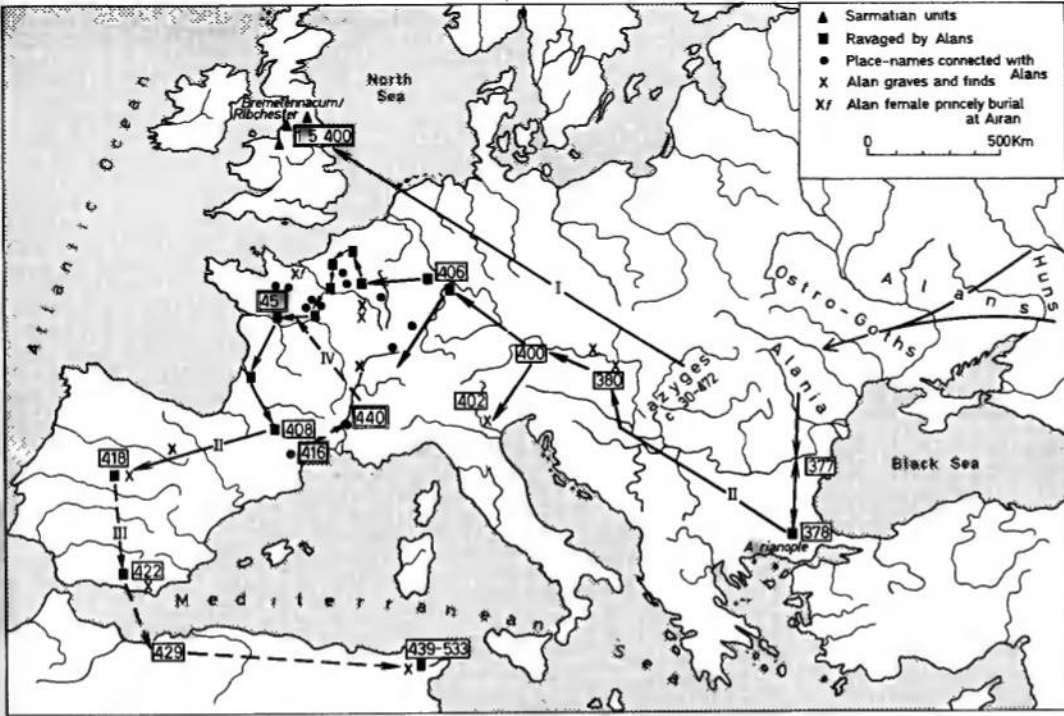 ▲ Sarmatian units
■ Ravaged by Alans
● Place-names connected with
Alans
x Alan graves and finds
xf Alan female princely burial
at Airan
0 500Km
North
Sea
Atlantic Ocean
Bremetennacum/
Ribchester
I
Huns
Alans
Ostro-Goths
xf
406
45
IV
400
380
Iazyges
c 30-472
Alania
402
440
408
416
II
418
377
Black Sea
II
378
III
422
Mediterranean
Sea
429
439-533